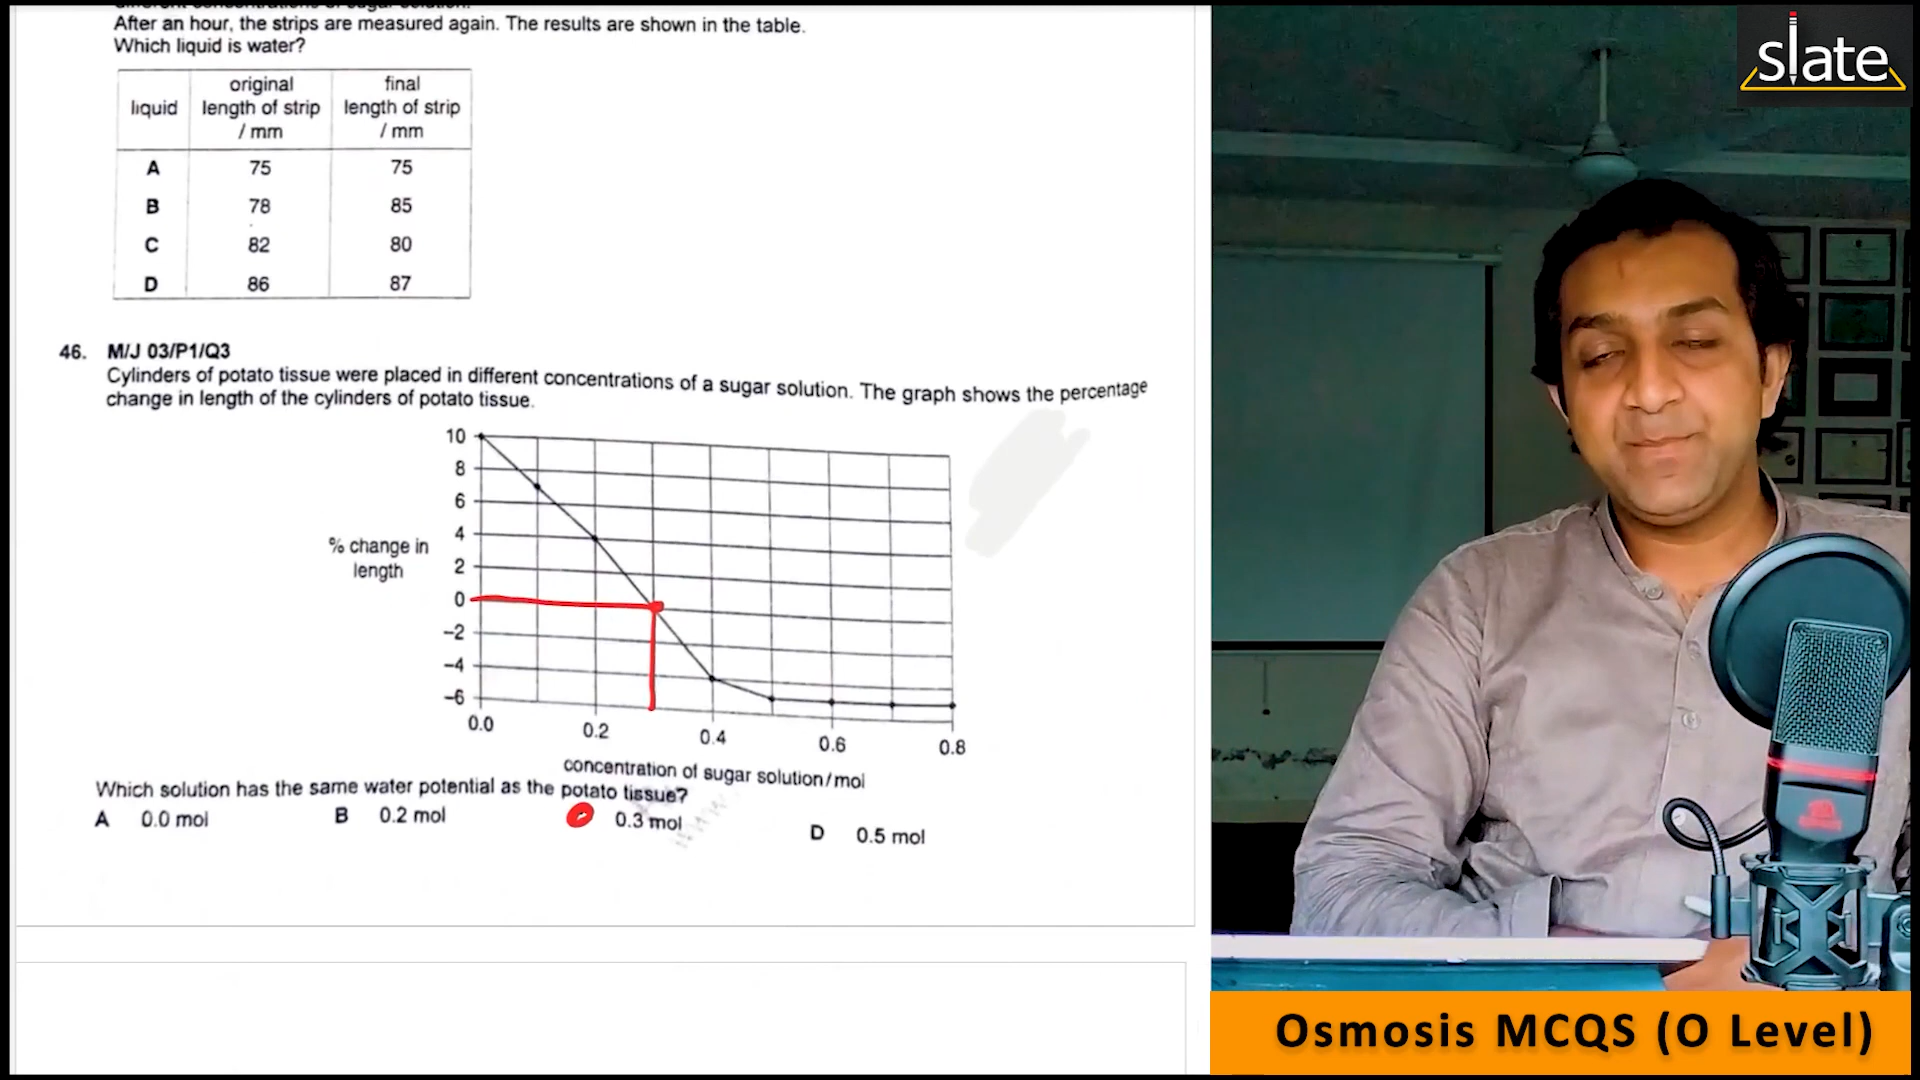 After an hour, the strips are measured again. The results are shown in the table.
Which liquid is water?
liquid original length of strip / mm final length of strip / mm
A 75 75
B 78 85
C 82 80
D 86 87
46. M/J 03/P1/Q3
Cylinders of potato tissue were placed in different concentrations of a sugar solution. The graph shows the percentage
change in length of the cylinders of potato tissue.
% change in
length
10
8
6
4
2
0
-2
-4
-6
0.0 0.2 0.4 0.6 0.8
concentration of sugar solution/mol
Which solution has the same water potential as the potato tissue?
A 0.0 mol B 0.2 mol 0.3 mol D 0.5 mol
slate
Osmosis MCQS (O Level)